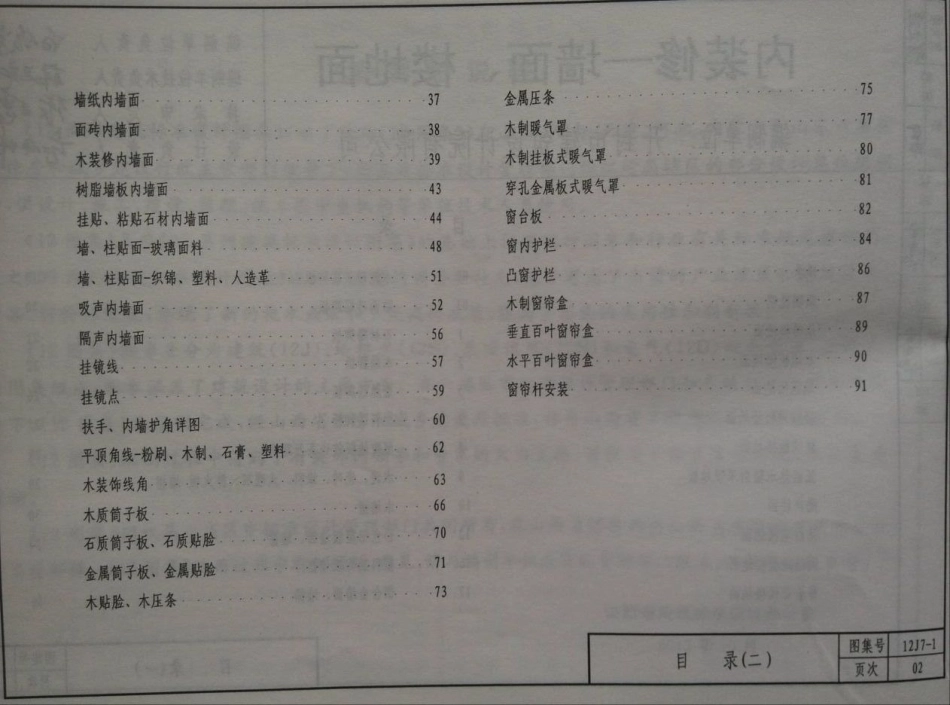 墙纸内墙面 37
面砖内墙面 38
木装修内墙面 39
树脂墙板内墙面 43
挂贴、粘贴石材内墙面 44
墙、柱贴面-玻璃面料 48
墙、柱贴面-织锦、塑料、人造革 51
吸声内墙面 52
隔声内墙面 56
挂镜线 57
挂镜点 59
扶手、内墙护角详图 60
平顶角线-粉刷、木制、石膏、塑料 62
木装饰线角 63
木质筒子板 66
石质筒子板、石质贴脸 70
金属筒子板、金属贴脸 71
木贴脸、木压条 73
金属压条 75
木制暖气罩 77
木制挂板式暖气罩 80
穿孔金属板式暖气罩 81
窗台板 82
窗内护栏 84
凸窗护栏 86
木制窗帘盒 87
垂直百叶窗帘盒 89
水平百叶窗帘盒 90
窗帘杆安装 91
目 录(二)
图集号 12J7-1
页次 02